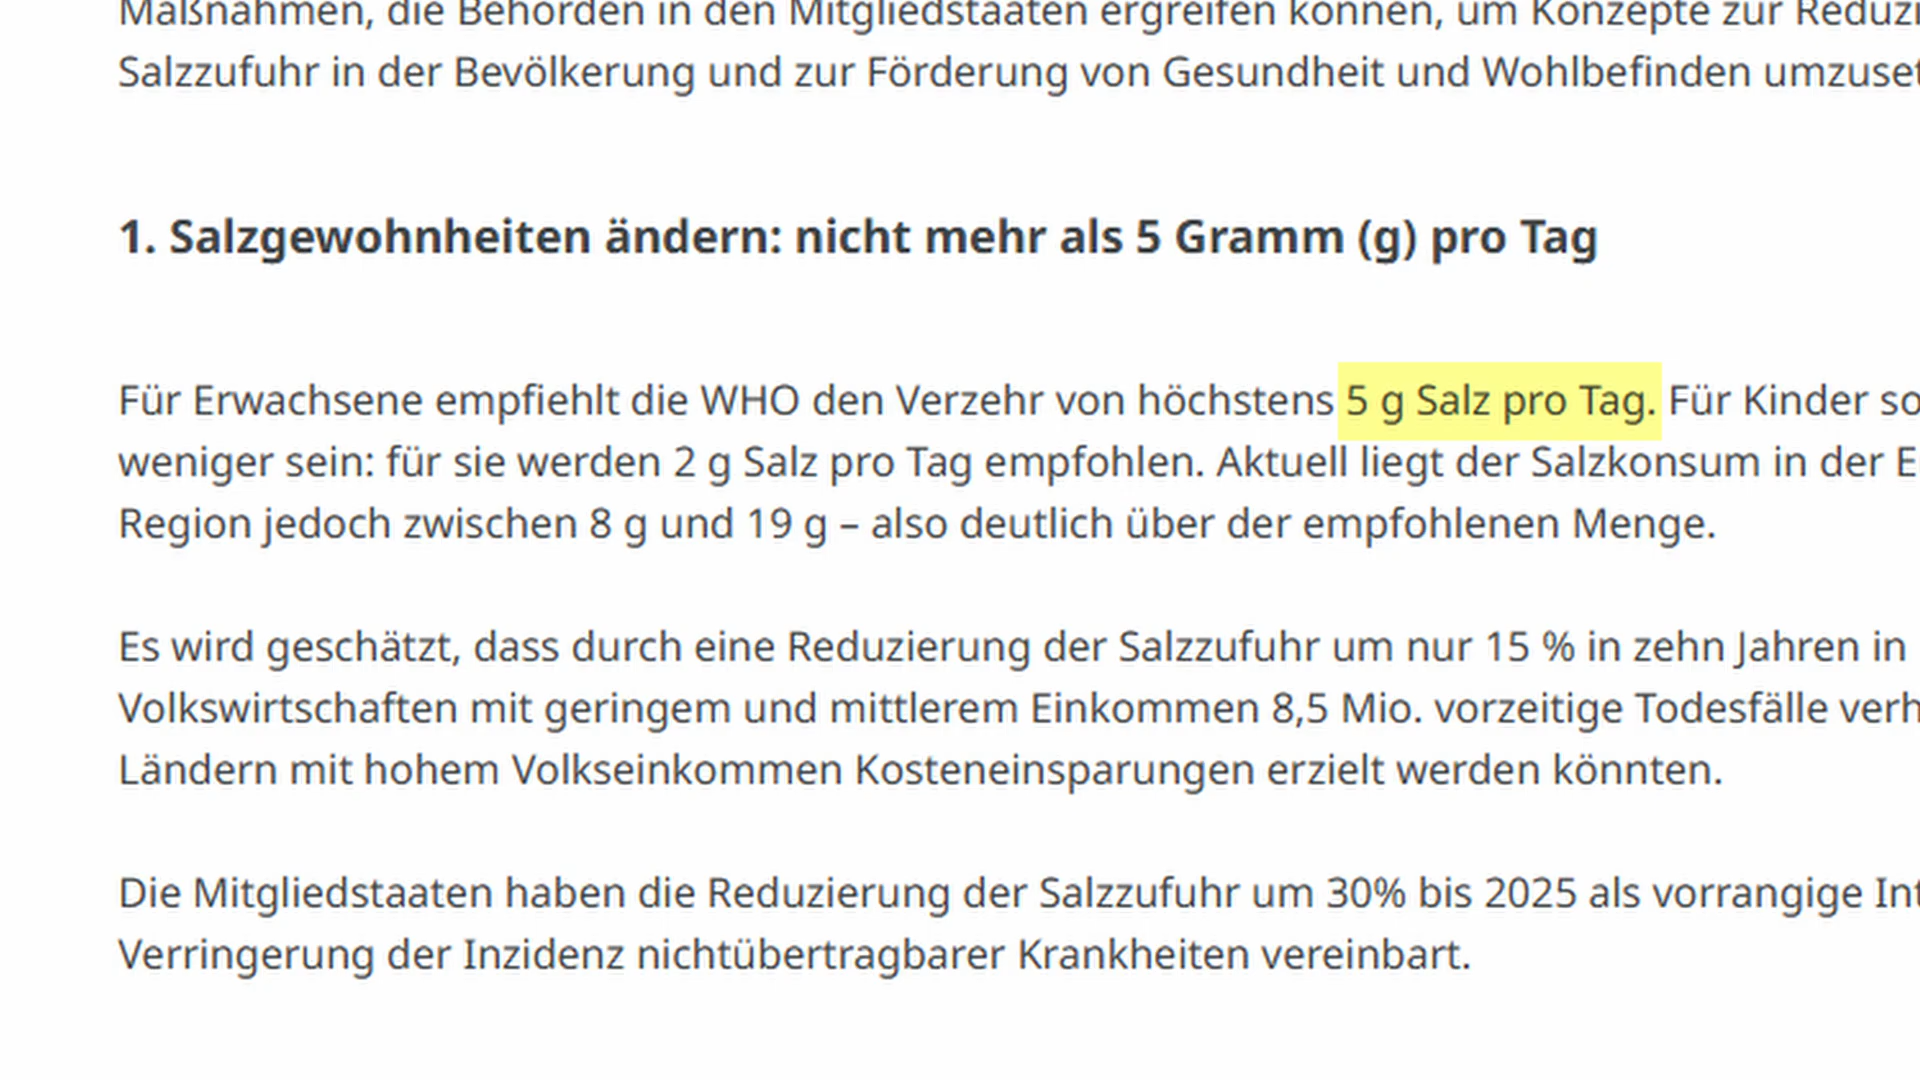 Maßnahmen, die Behörden in den Mitgliedstaaten ergreifen können, um Konzepte zur Reduzi
Salzzufuhr in der Bevölkerung und zur Förderung von Gesundheit und Wohlbefinden umzuset
1. Salzgewohnheiten ändern: nicht mehr als 5 Gramm (g) pro Tag
Für Erwachsene empfiehlt die WHO den Verzehr von höchstens 5 g Salz pro Tag. Für Kinder so
weniger sein: für sie werden 2 g Salz pro Tag empfohlen. Aktuell liegt der Salzkonsum in der E
Region jedoch zwischen 8 g und 19 g – also deutlich über der empfohlenen Menge.
Es wird geschätzt, dass durch eine Reduzierung der Salzzufuhr um nur 15 % in zehn Jahren in
Volkswirtschaften mit geringem und mittlerem Einkommen 8,5 Mio. vorzeitige Todesfälle verh
Ländern mit hohem Volkseinkommen Kosteneinsparungen erzielt werden könnten.
Die Mitgliedstaaten haben die Reduzierung der Salzzufuhr um 30% bis 2025 als vorrangige Int
Verringerung der Inzidenz nichtübertragbarer Krankheiten vereinbart.